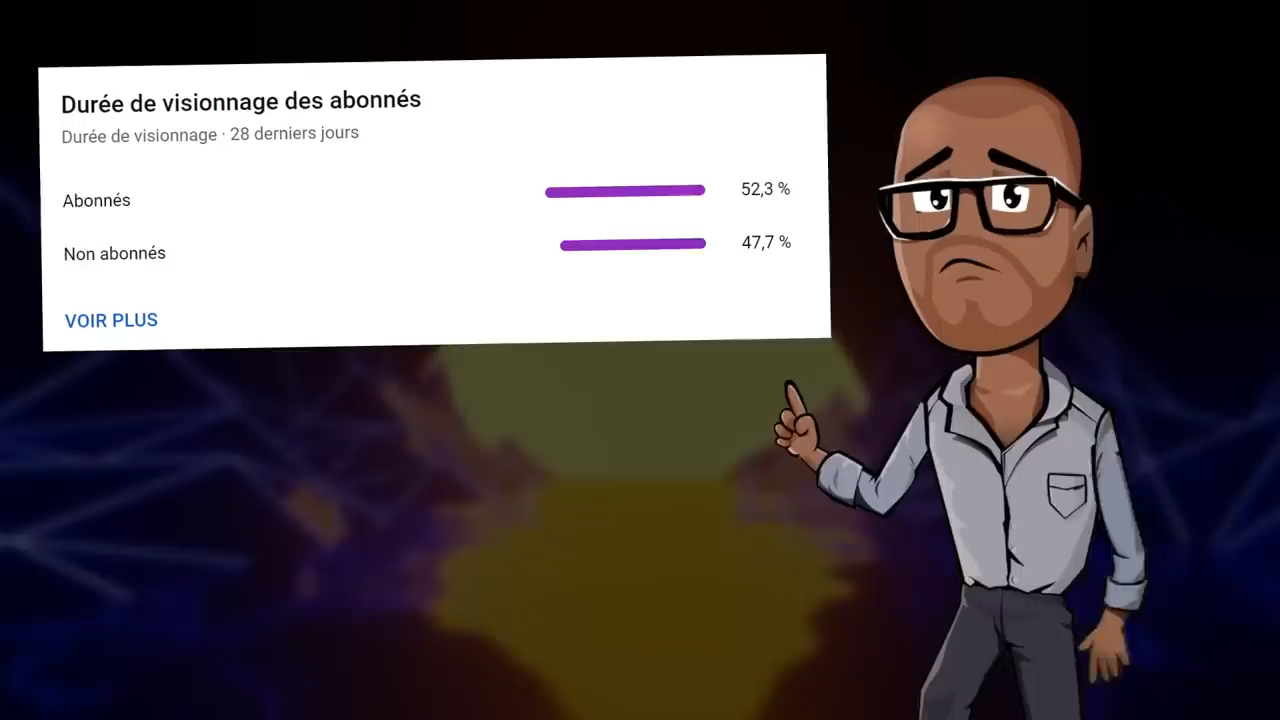 Durée de visionnage des abonnés
Durée de visionnage · 28 derniers jours
Abonnés 52,3 %
Non abonnés 47,7 %
VOIR PLUS